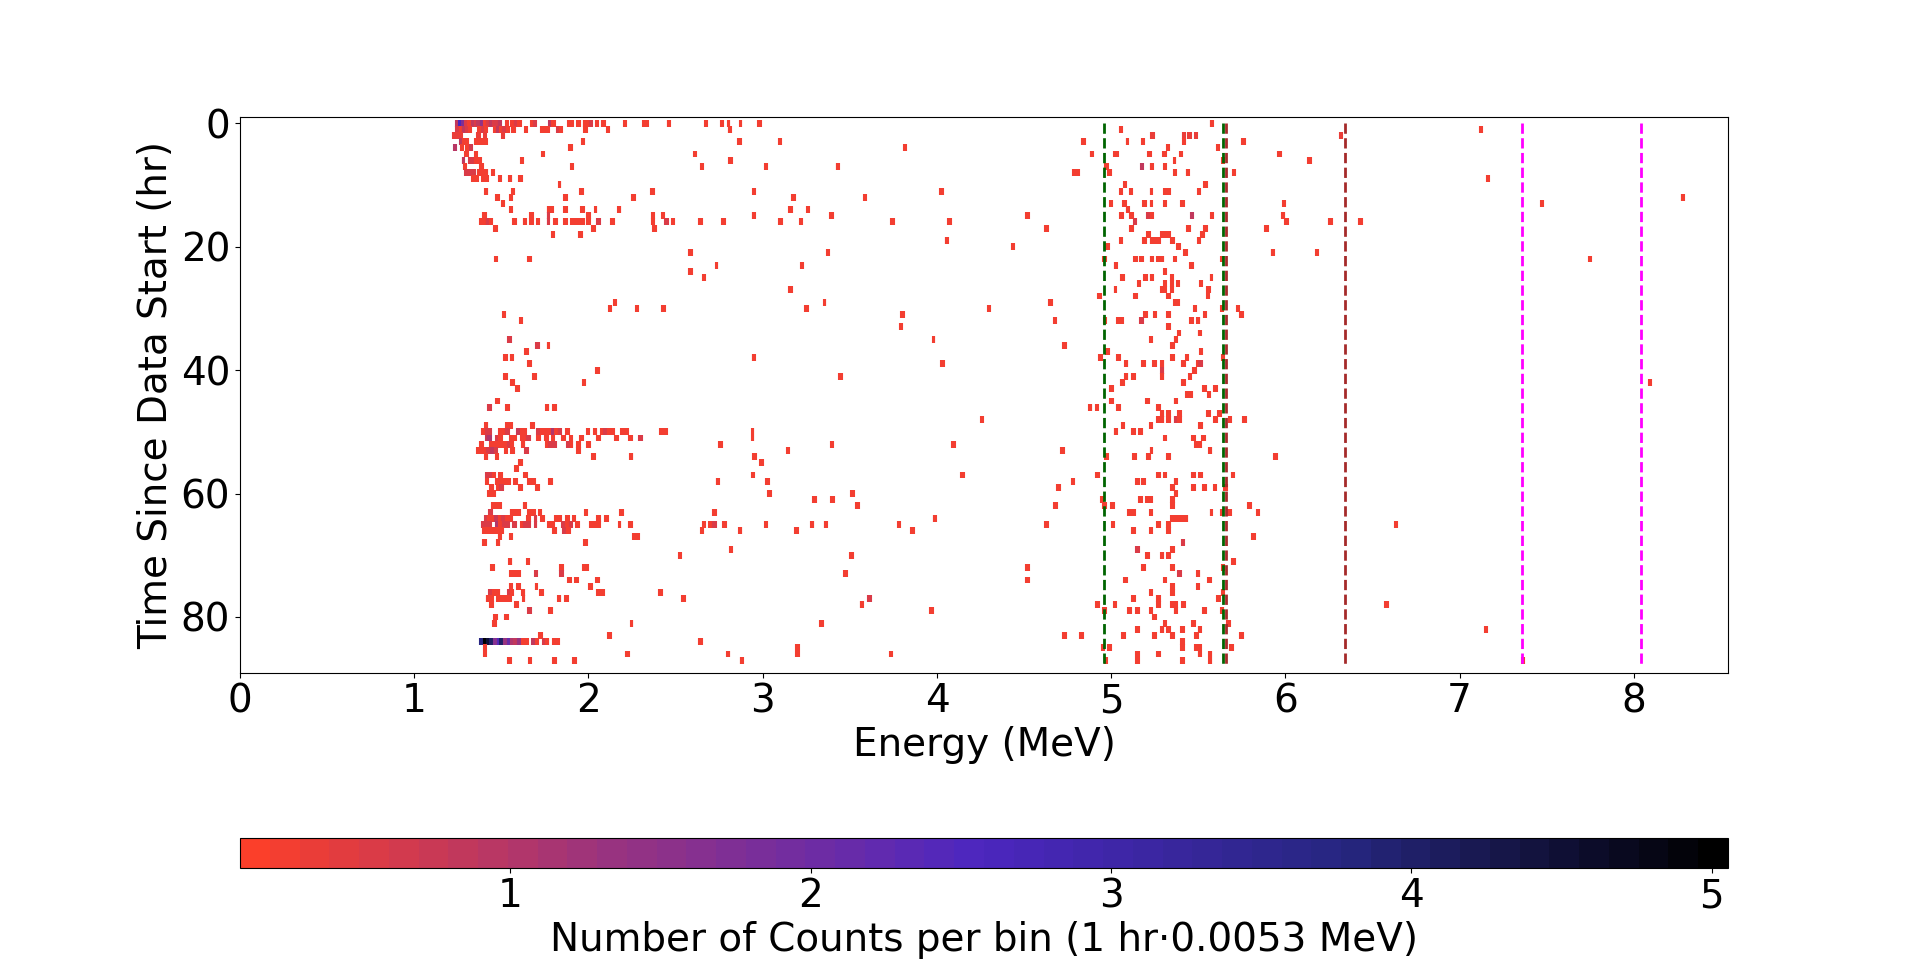 0
20
40
60
80
Time Since Data Start (hr)
0 1 2 3 4 5 6 7 8
Energy (MeV)
1 2 3 4 5
Number of Counts per bin (1 hr·0.0053 MeV)